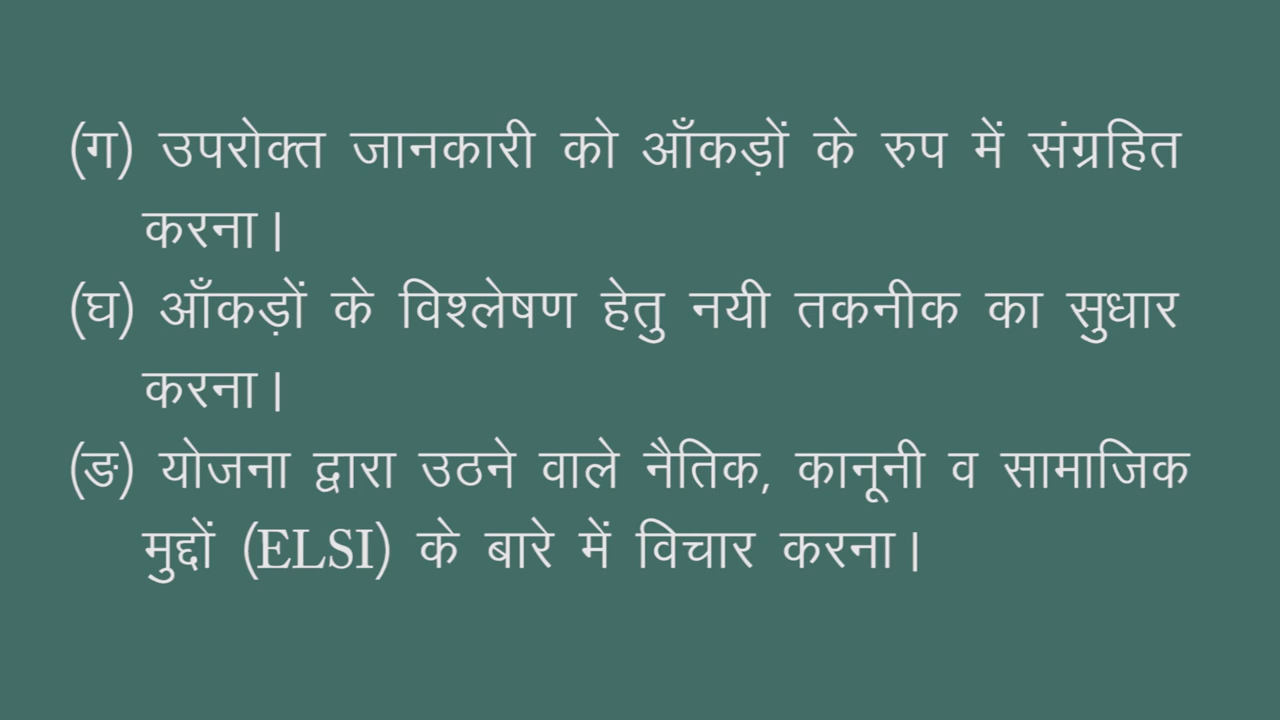 (ग) उपरोक्त जानकारी को आँकड़ों के रुप में संग्रहित
करना।
(घ) आँकड़ों के विश्लेषण हेतु नयी तकनीक का सुधार
करना।
(ङ) योजना द्वारा उठने वाले नैतिक, कानूनी व सामाजिक
मुद्दों (ELSI) के बारे में विचार करना।